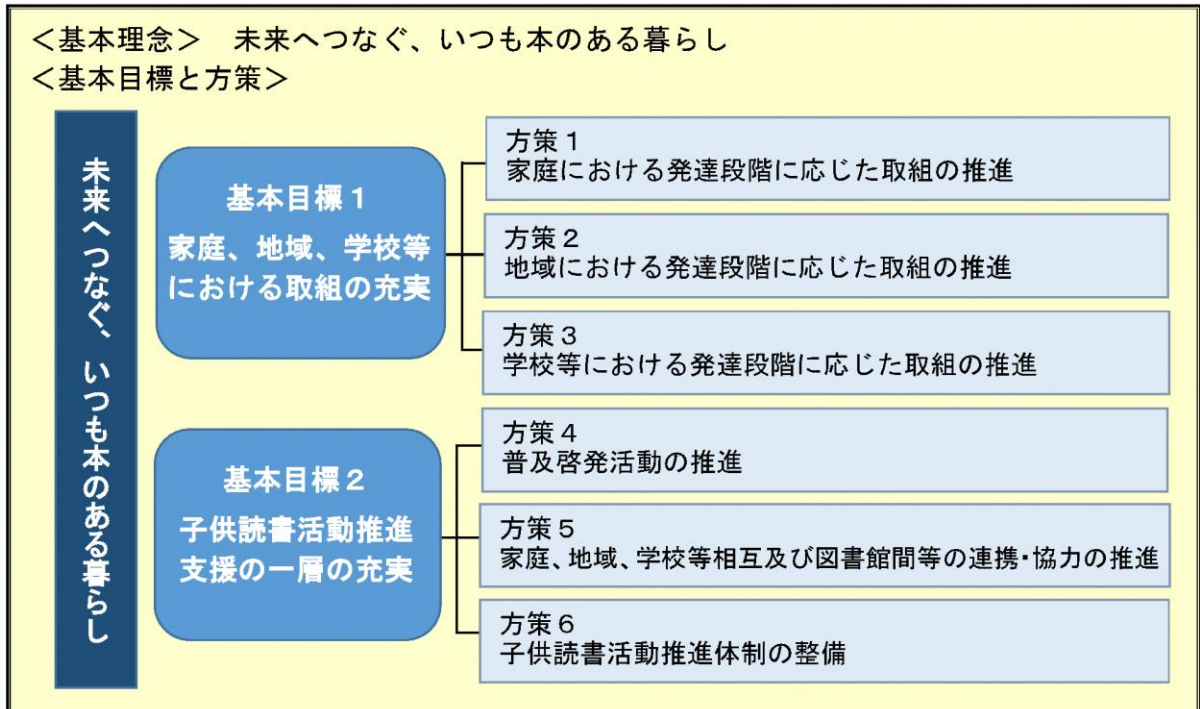 ＜基本理念＞　未来へつなぐ、いつも本のある暮らし
＜基本目標と方策＞
未来へつなぐ、いつも本のある暮らし
基本目標１
家庭、地域、学校等
における取組の充実
方策１
家庭における発達段階に応じた取組の推進
方策２
地域における発達段階に応じた取組の推進
方策３
学校等における発達段階に応じた取組の推進
基本目標２
子供読書活動推進
支援の一層の充実
方策４
普及啓発活動の推進
方策５
家庭、地域、学校等相互及び図書館間等の連携・協力の推進
方策６
子供読書活動推進体制の整備